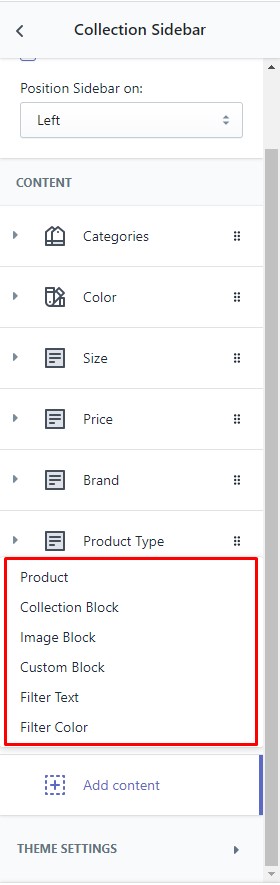 Collection Sidebar
Position Sidebar on:
Left
CONTENT
Categories
Color
Size
Price
Brand
Product Type
Product
Collection Block
Image Block
Custom Block
Filter Text
Filter Color
Add content
THEME SETTINGS